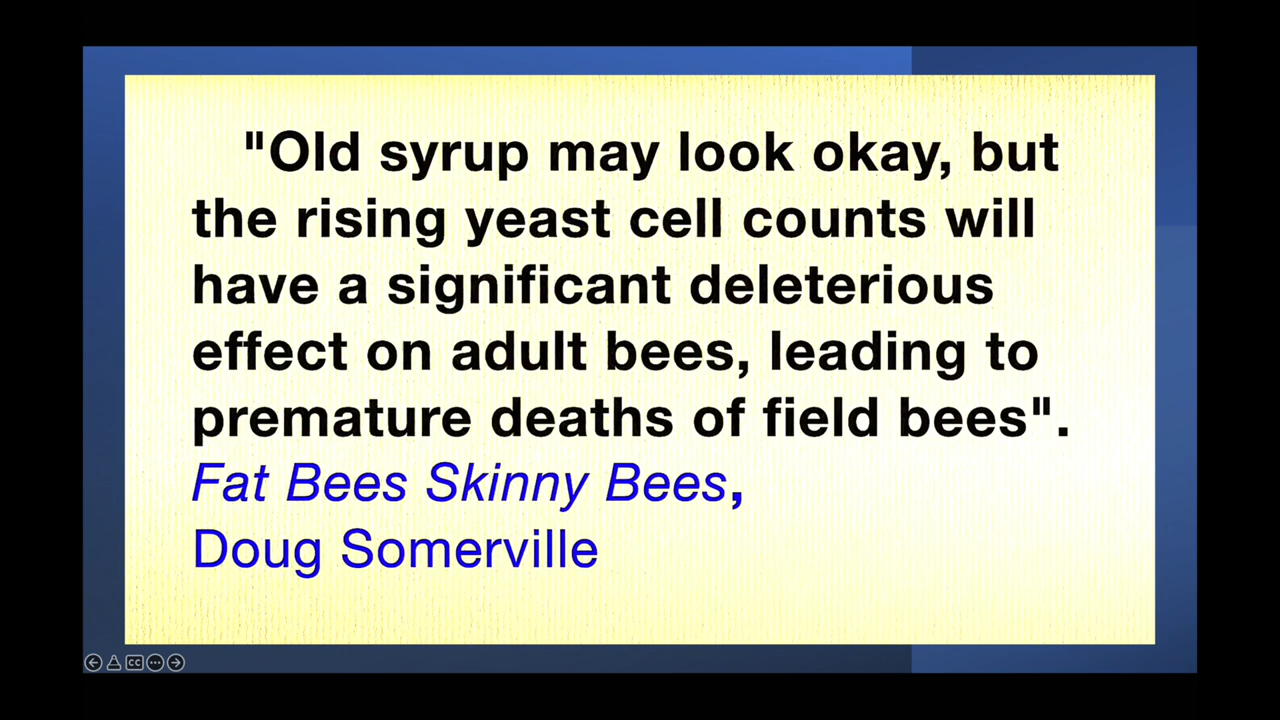 "Old syrup may look okay, but
the rising yeast cell counts will
have a significant deleterious
effect on adult bees, leading to
premature deaths of field bees".
Fat Bees Skinny Bees,
Doug Somerville
CC